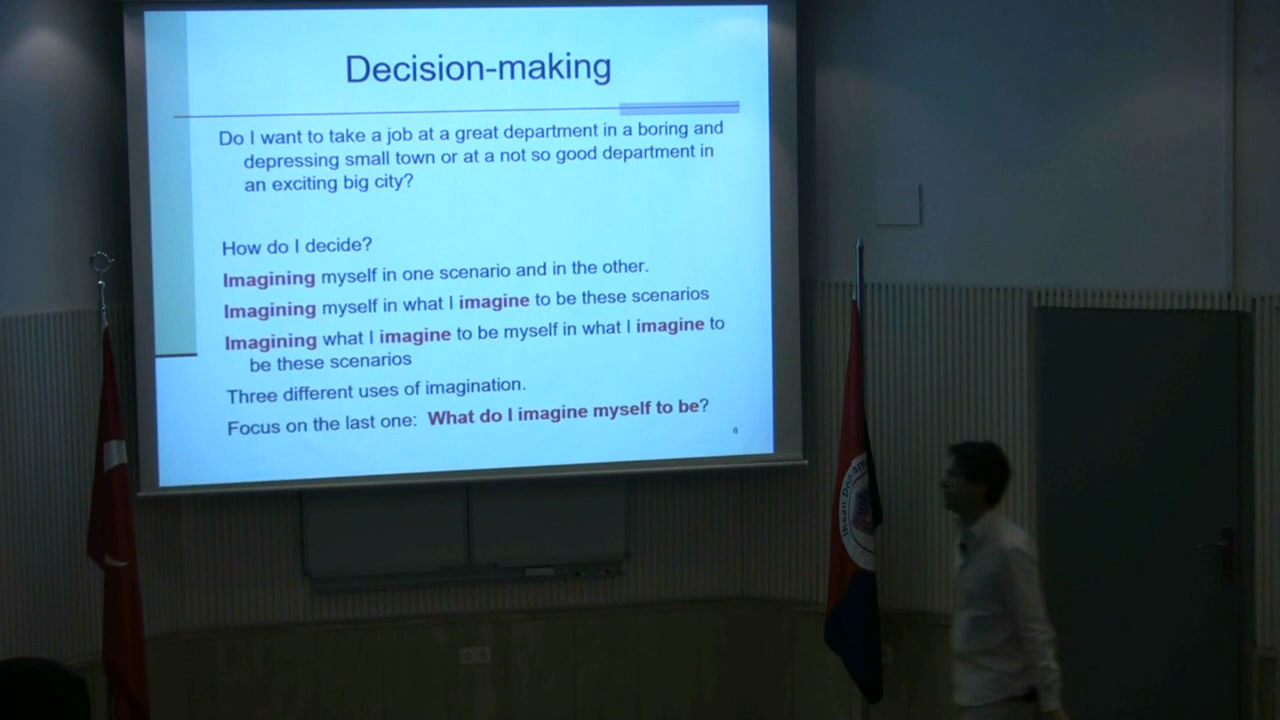 Decision-making
Do I want to take a job at a great department in a boring and
depressing small town or at a not so good department in
an exciting big city?
How do I decide?
Imagining myself in one scenario and in the other.
Imagining myself in what I imagine to be these scenarios
Imagining what I imagine to be myself in what I imagine to
be these scenarios
Three different uses of imagination.
Focus on the last one: What do I imagine myself to be?
8